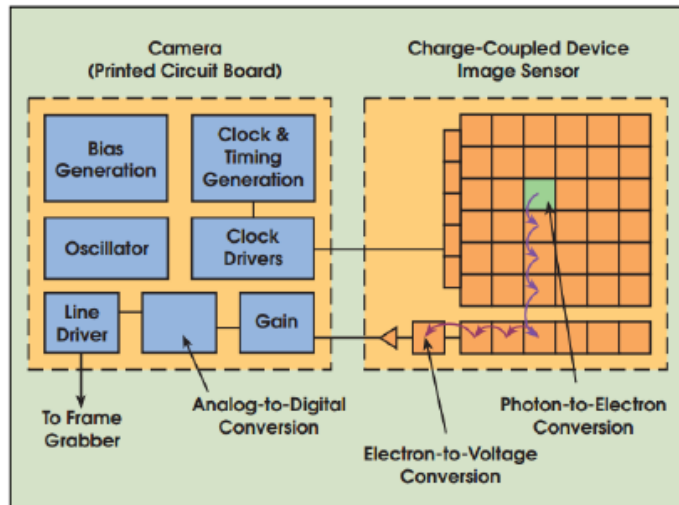 Camera
(Printed Circuit Board)
Charge-Coupled Device
Image Sensor
Bias
Generation
Clock &
Timing
Generation
Oscillator
Clock
Drivers
Line
Driver
Gain
To Frame
Grabber
Analog-to-Digital
Conversion
Electron-to-Voltage
Conversion
Photon-to-Electron
Conversion